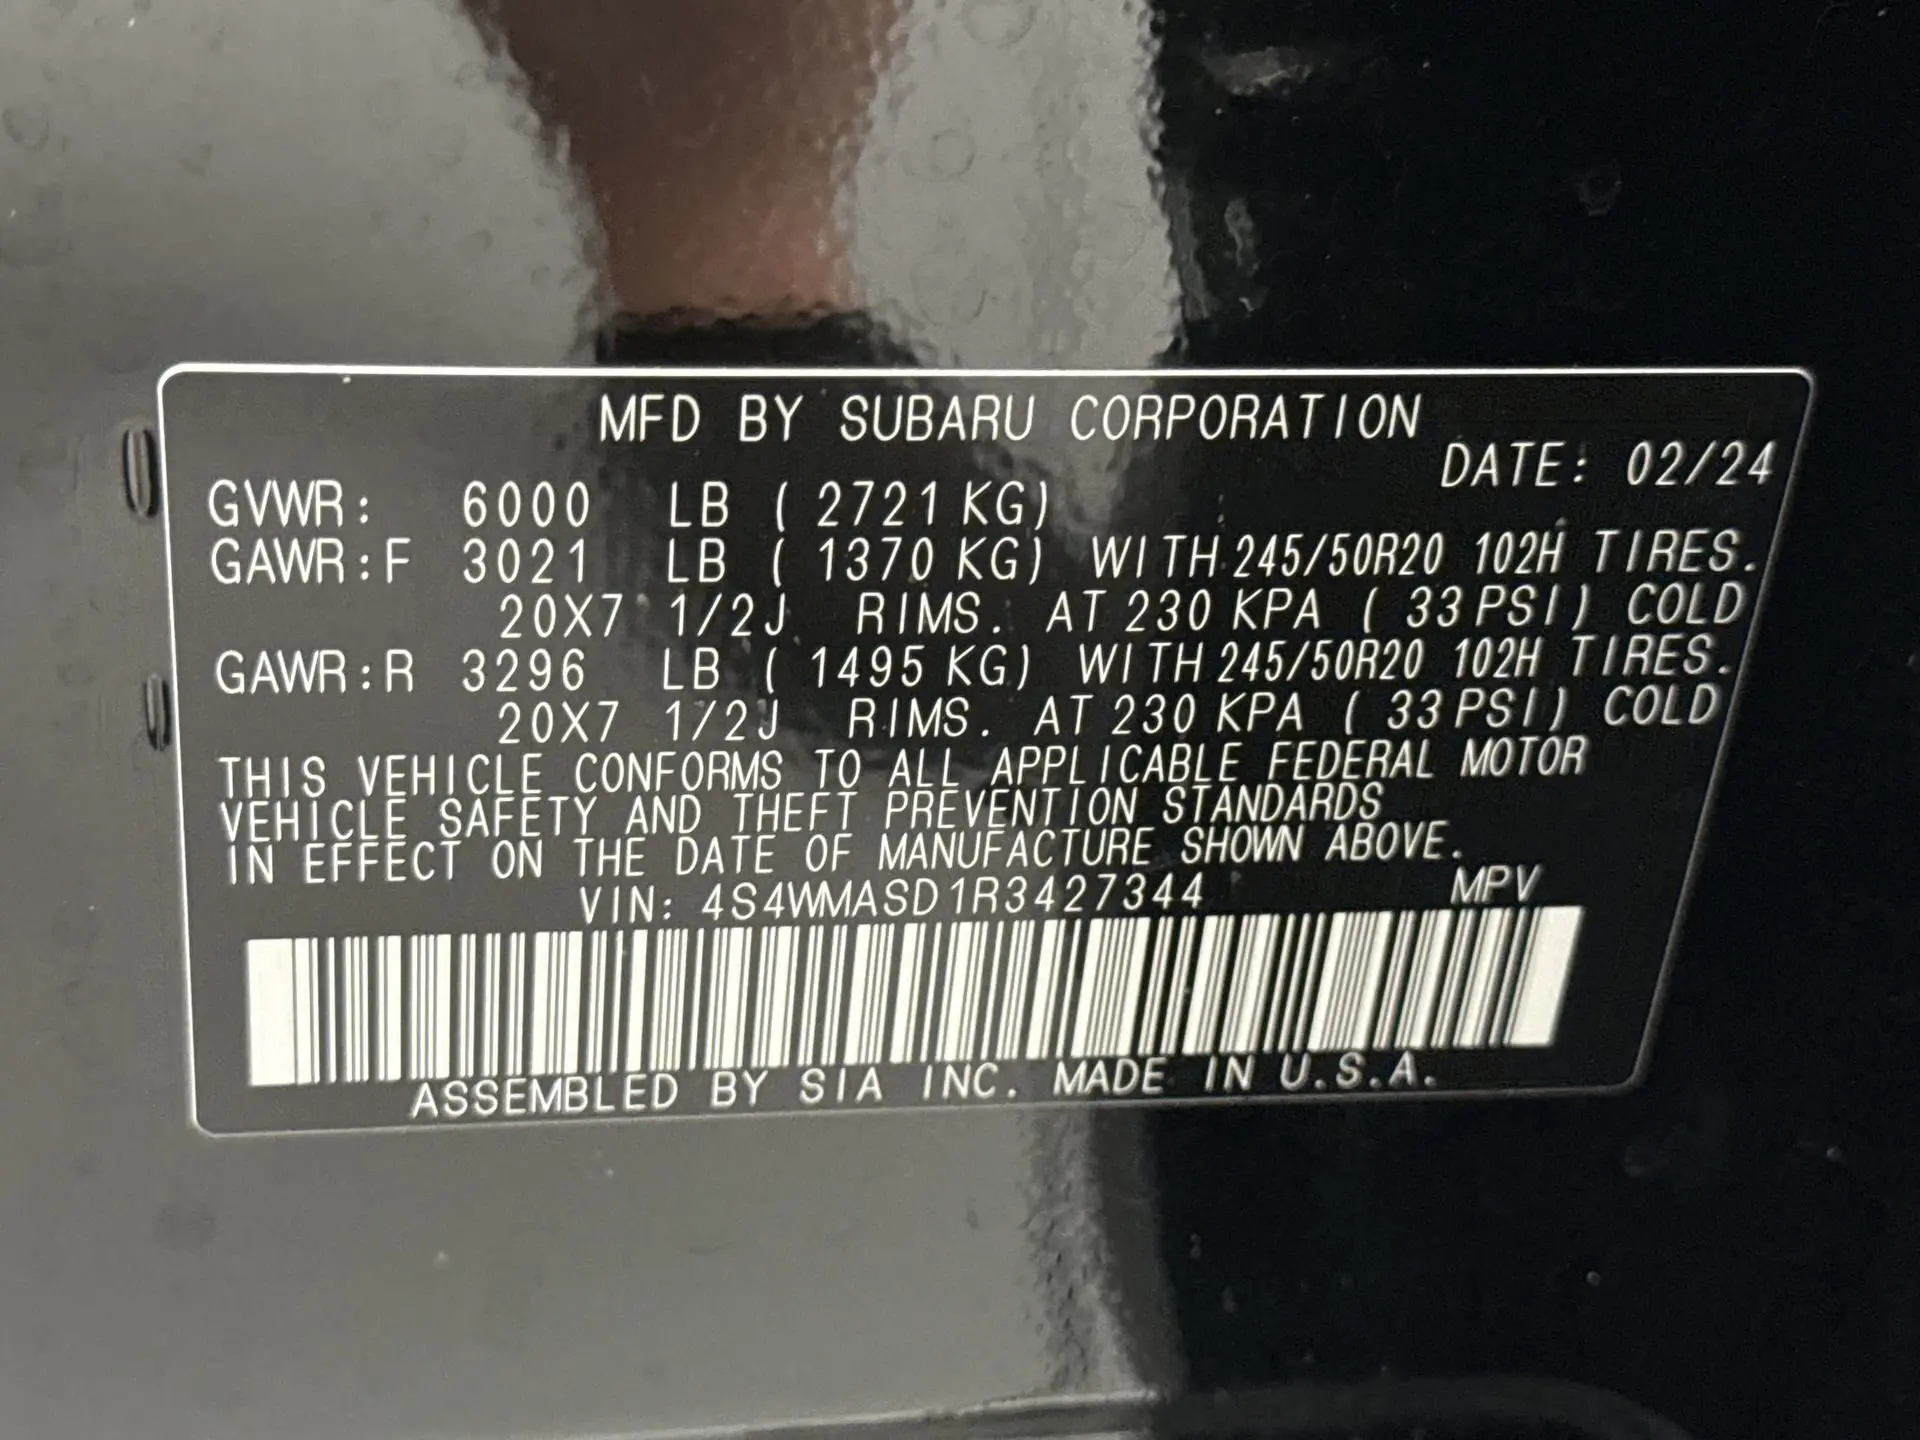 MFD BY SUBARU CORPORATION
DATE: 02/24
GVWR: 6000 LB ( 2721 KG)
GAWR:F 3021 LB ( 1370 KG) WITH 245/50R20 102H TIRES.
20X7 1/2J RIMS. AT 230 KPA ( 33 PSI) COLD
GAWR:R 3296 LB ( 1495 KG) WITH 245/50R20 102H TIRES.
20X7 1/2J RIMS. AT 230 KPA ( 33 PSI) COLD
THIS VEHICLE CONFORMS TO ALL APPLICABLE FEDERAL MOTOR
VEHICLE SAFETY AND THEFT PREVENTION STANDARDS
IN EFFECT ON THE DATE OF MANUFACTURE SHOWN ABOVE.
VIN: 4S4WMASD1R3427344 MPV
ASSEMBLED BY SIA INC. MADE IN U.S.A.